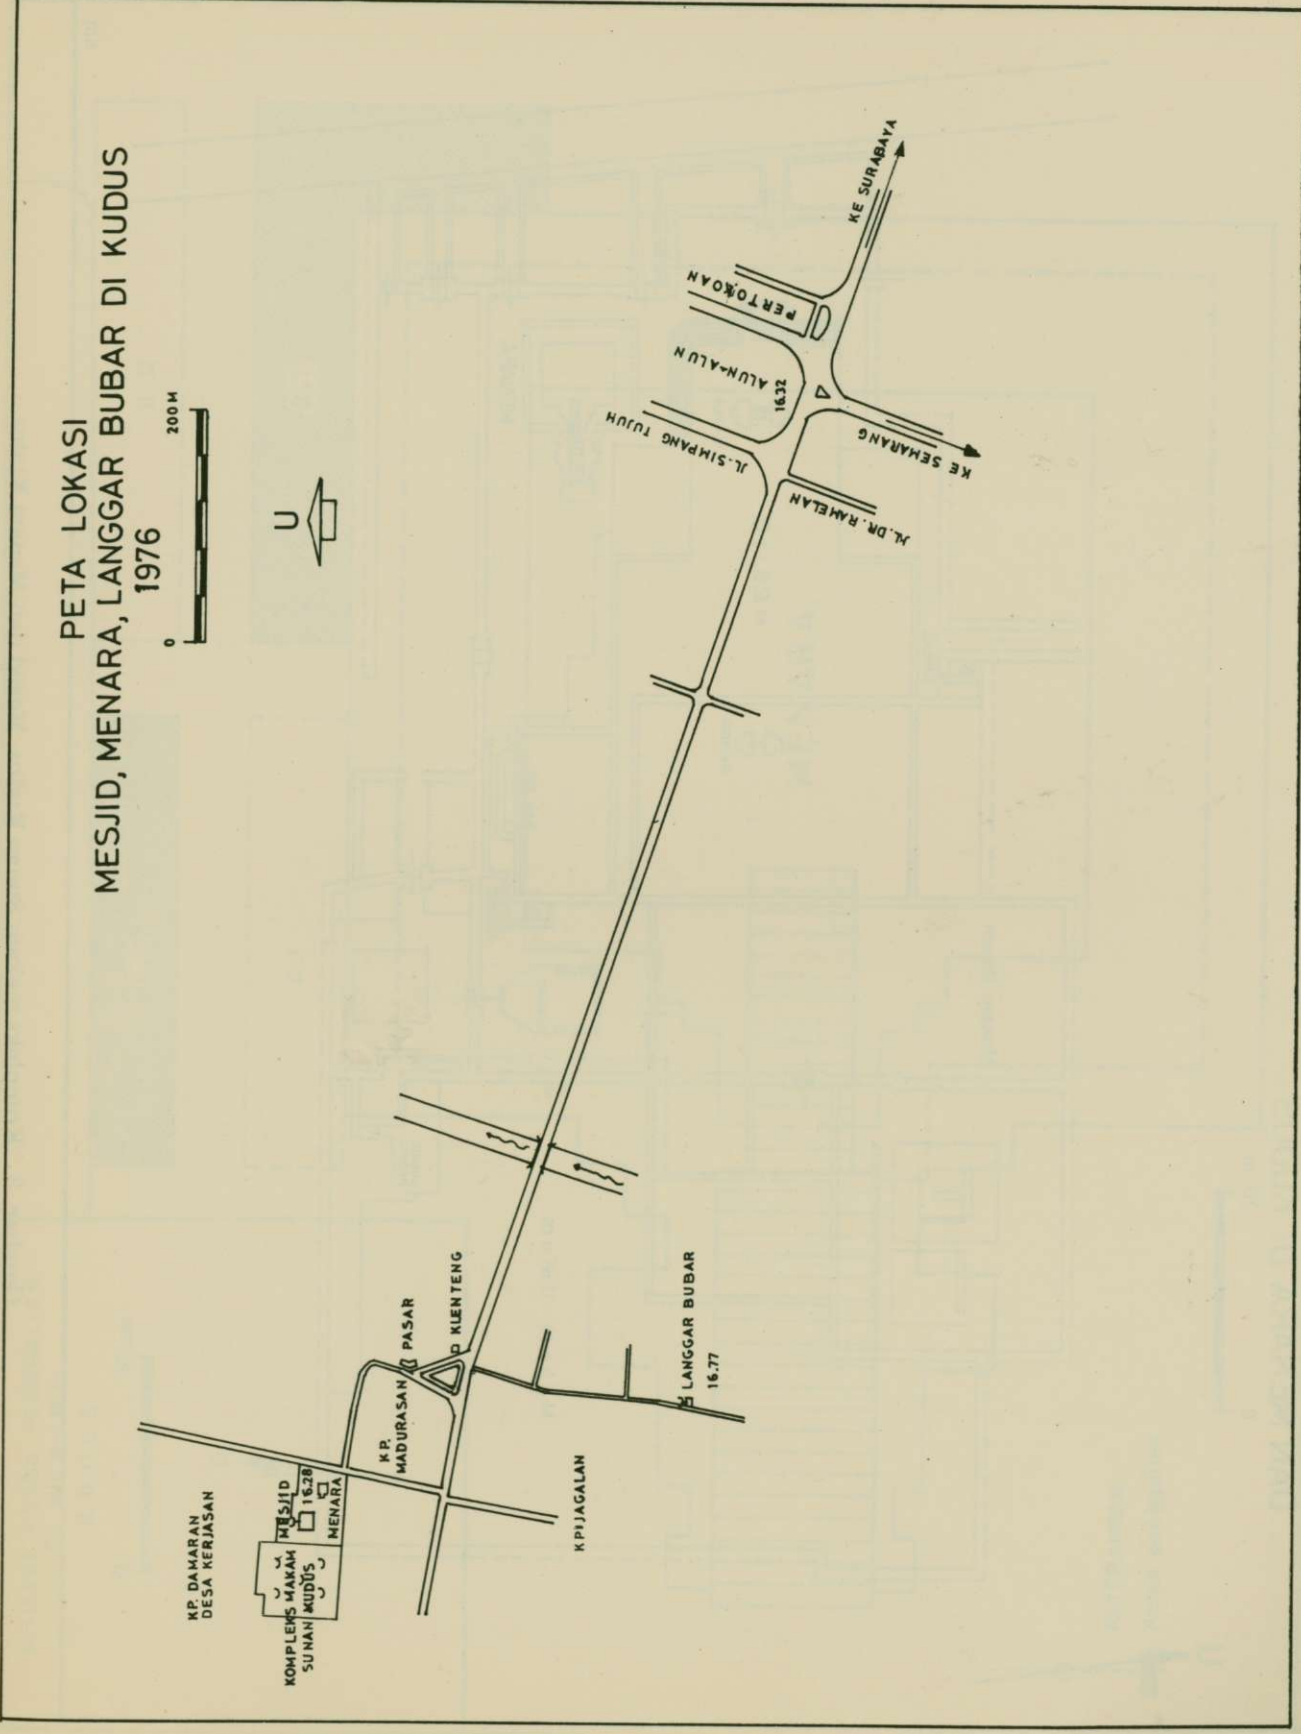 PETA LOKASI
MESJID, MENARA, LANGGAR BUBAR DI KUDUS
1976
0
200 M
U
KP. DAMARAN
DESA KERJASAN
KOMPLEKS MAKAM
SUNAN KUDUS
MESJID
16.28
MENARA
KP.
MADURASAN
PASAR
KLENTENG
KP. JAGALAN
LANGGAR BUBAR
16.77
JL. SIMPANG TUJUH
ALUN-ALUN
16.32
PERTOKOAN
KE SURABAYA
KE SEMARANG
JL. DR. RAMELAN